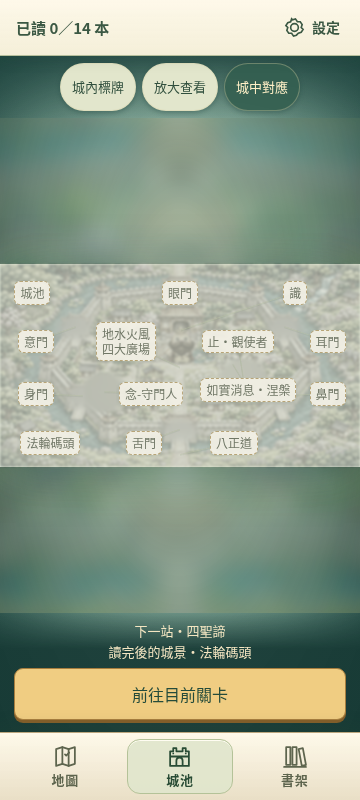 已讀 0／14 本
設定
城內標牌
放大查看
城中對應
城池
眼門
識
意門
地水火風
四大廣場
止・觀使者
耳門
身門
念-守門人
如實消息・涅槃
鼻門
法輪碼頭
舌門
八正道
下一站・四聖諦
讀完後的城景・法輪碼頭
前往目前關卡
地圖
城池
書架